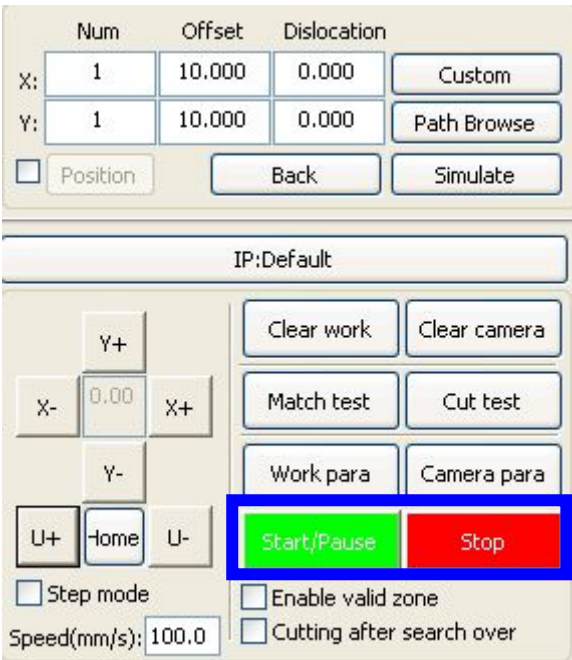 Num Offset Dislocation
X: 1 10.000 0.000 Custom
Y: 1 10.000 0.000 Path Browse
Position Back Simulate
IP:Default
Clear work Clear camera
Y+
X- 0.00 X+ Match test Cut test
Y- Work para Camera para
U+ Home U- Start/Pause Stop
Step mode Enable valid zone
Speed(mm/s): 100.0 Cutting after search over